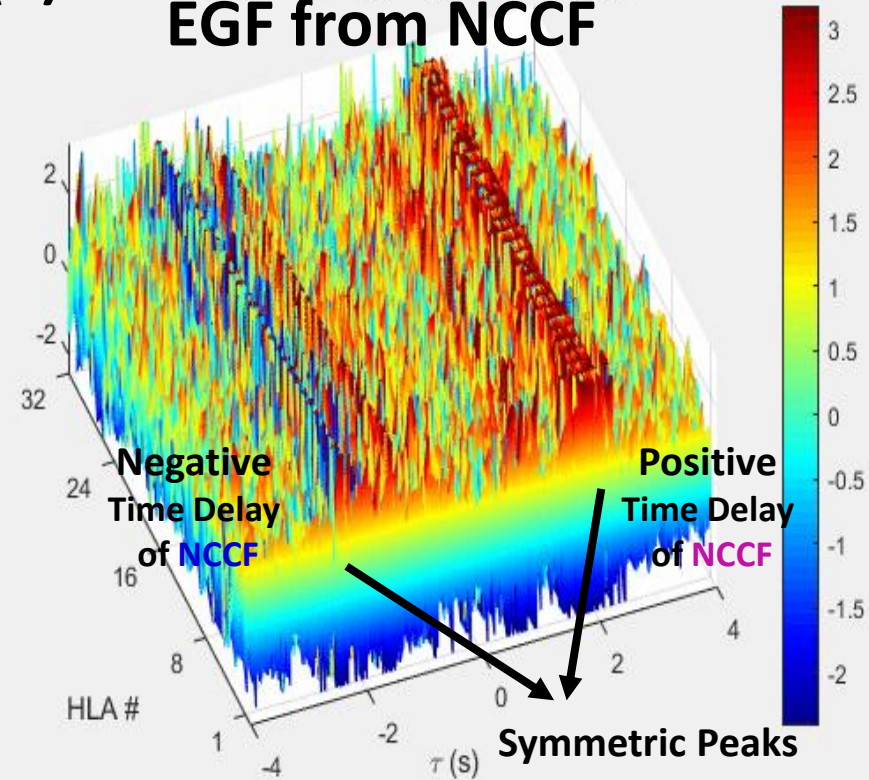 EGF from NCCF
3
2.5
2
1.5
1
0.5
0
-0.5
-1
-1.5
-2
2
0
-2
32
24
16
8
1
HLA #
-4
-2
0
2
4
τ (s)
Negative
Time Delay
of NCCF
Positive
Time Delay
of NCCF
Symmetric Peaks